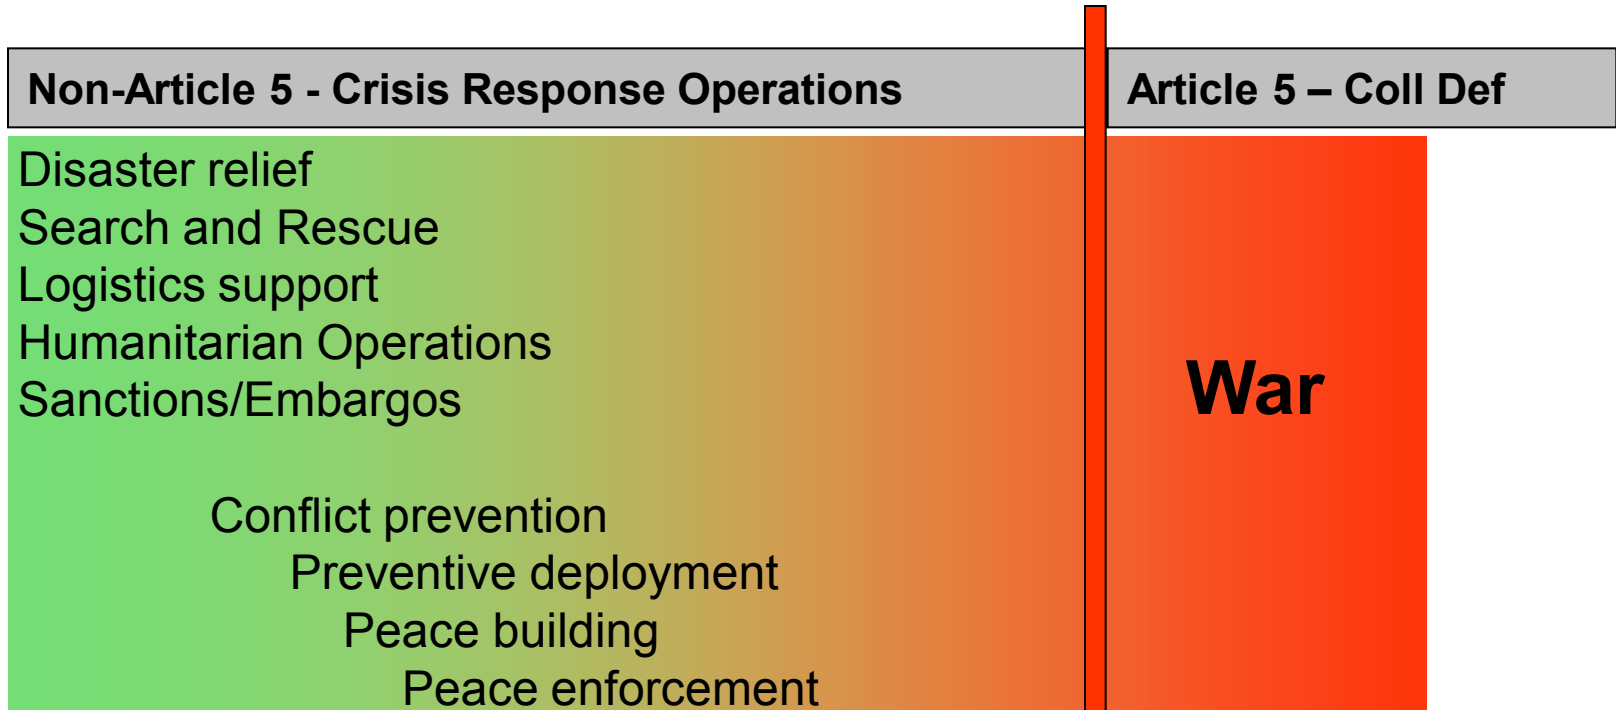 Non-Article 5 - Crisis Response Operations
Article 5 – Coll Def
Disaster relief
Search and Rescue
Logistics support
Humanitarian Operations
Sanctions/Embargos
War
Conflict prevention
Preventive deployment
Peace building
Peace enforcement